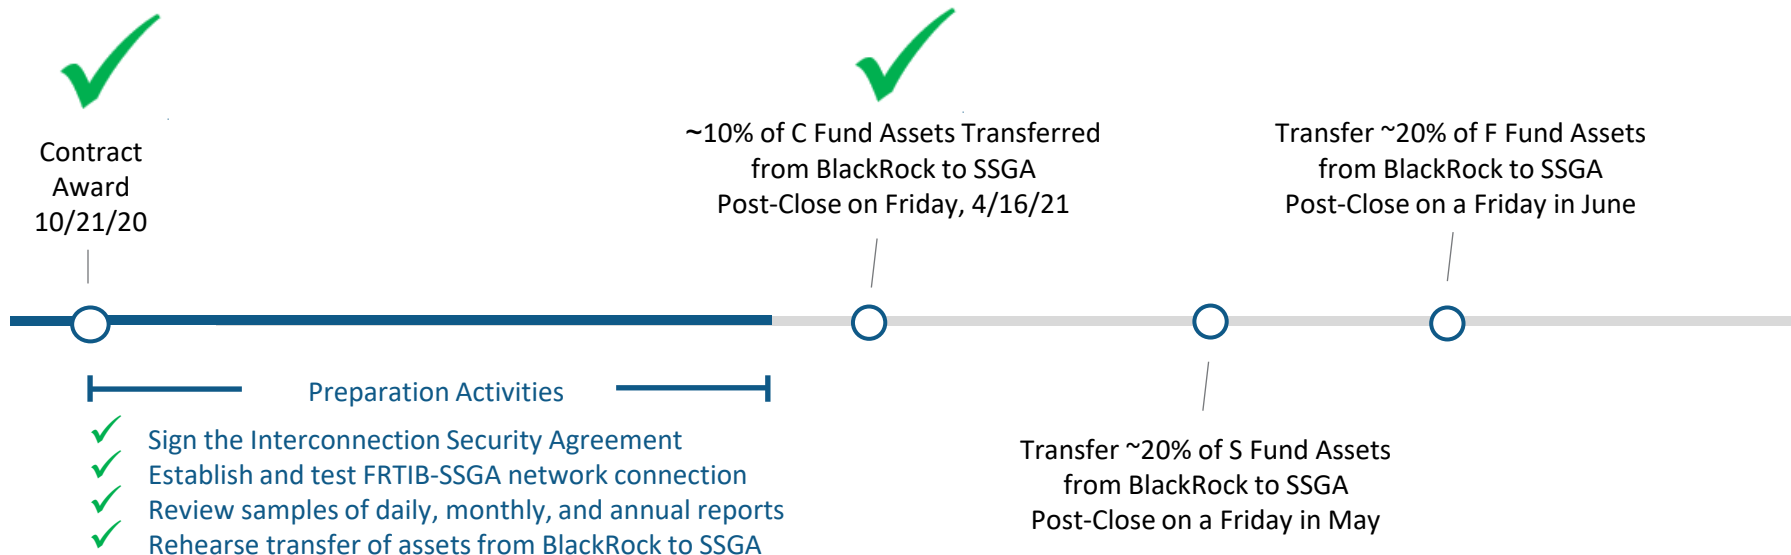 Contract
Award
10/21/20
~10% of C Fund Assets Transferred
from BlackRock to SSGA
Post-Close on Friday, 4/16/21
Transfer ~20% of F Fund Assets
from BlackRock to SSGA
Post-Close on a Friday in June
Preparation Activities
Sign the Interconnection Security Agreement
Establish and test FRTIB-SSGA network connection
Review samples of daily, monthly, and annual reports
Rehearse transfer of assets from BlackRock to SSGA
Transfer ~20% of S Fund Assets
from BlackRock to SSGA
Post-Close on a Friday in May